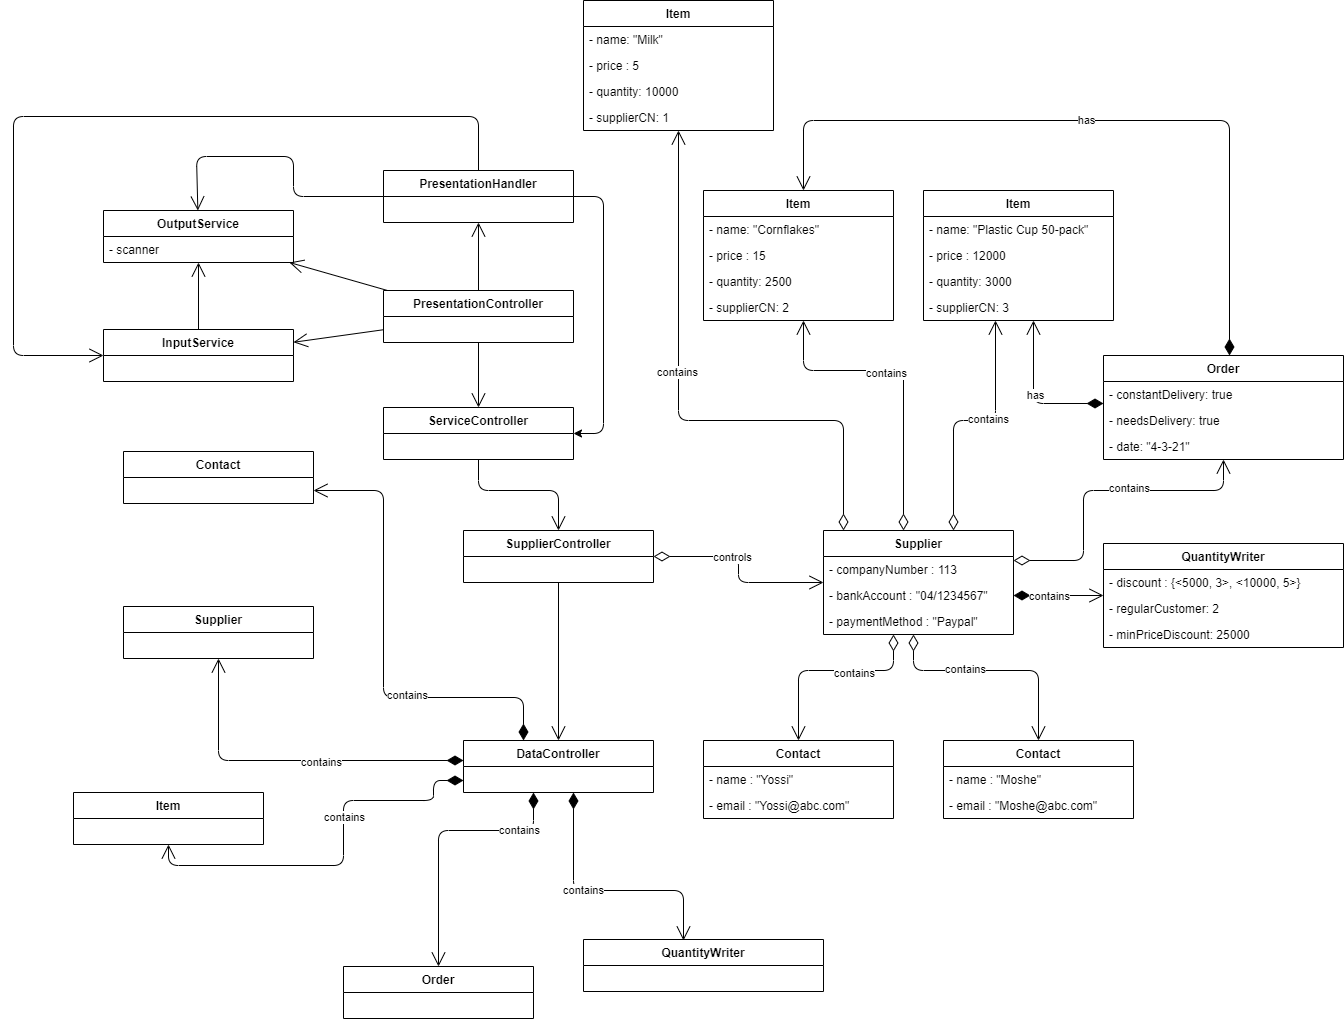 Item
- name: "Milk"
- price : 5
- quantity: 10000
- supplierCN: 1
has
PresentationHandler
OutputService
- scanner
PresentationController
InputService
ServiceController
Item
- name: "Cornflakes"
- price : 15
- quantity: 2500
- supplierCN: 2
Item
- name: "Plastic Cup 50-pack"
- price : 12000
- quantity: 3000
- supplierCN: 3
contains
contains
contains
has
Order
- constantDelivery: true
- needsDelivery: true
- date: "4-3-21"
contains
Contact
SupplierController
controls
Supplier
- companyNumber : 113
- bankAccount : "04/1234567"
- paymentMethod : "Paypal"
contains
QuantityWriter
- discount : {<5000, 3>, <10000, 5>}
- regularCustomer: 2
- minPriceDiscount: 25000
Supplier
contains
contains
contains
contains
DataController
Contact
- name : "Yossi"
- email : "Yossi@abc.com"
Contact
- name : "Moshe"
- email : "Moshe@abc.com"
Item
contains
contains
contains
Order
QuantityWriter